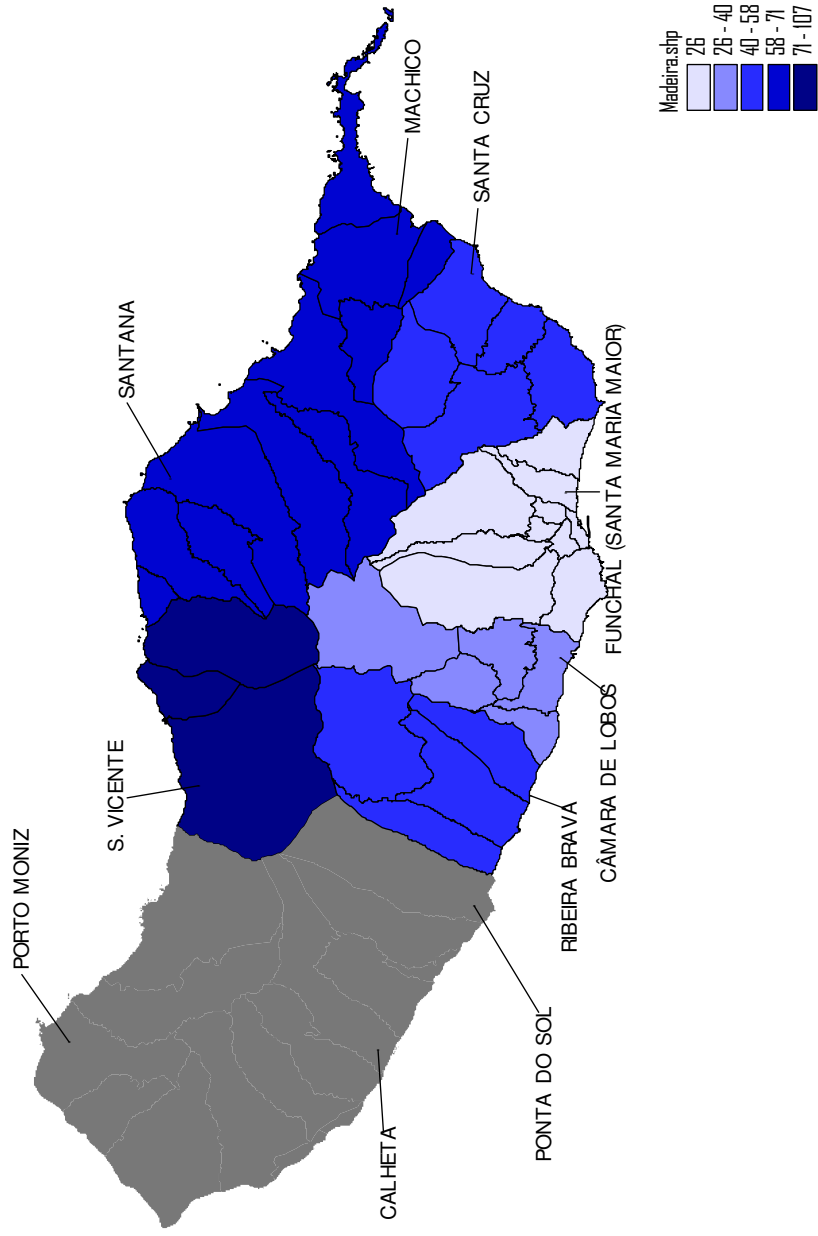 PORTO MONIZ
S. VICENTE
SANTANA
MACHICO
SANTA CRUZ
FUNCHAL (SANTA MARIA MAIOR)
CÂMARA DE LOBOS
RIBEIRA BRAVA
PONTA DO SOL
CALHETA
Madeira.shp
26
26 - 40
40 - 58
58 - 71
71 - 107